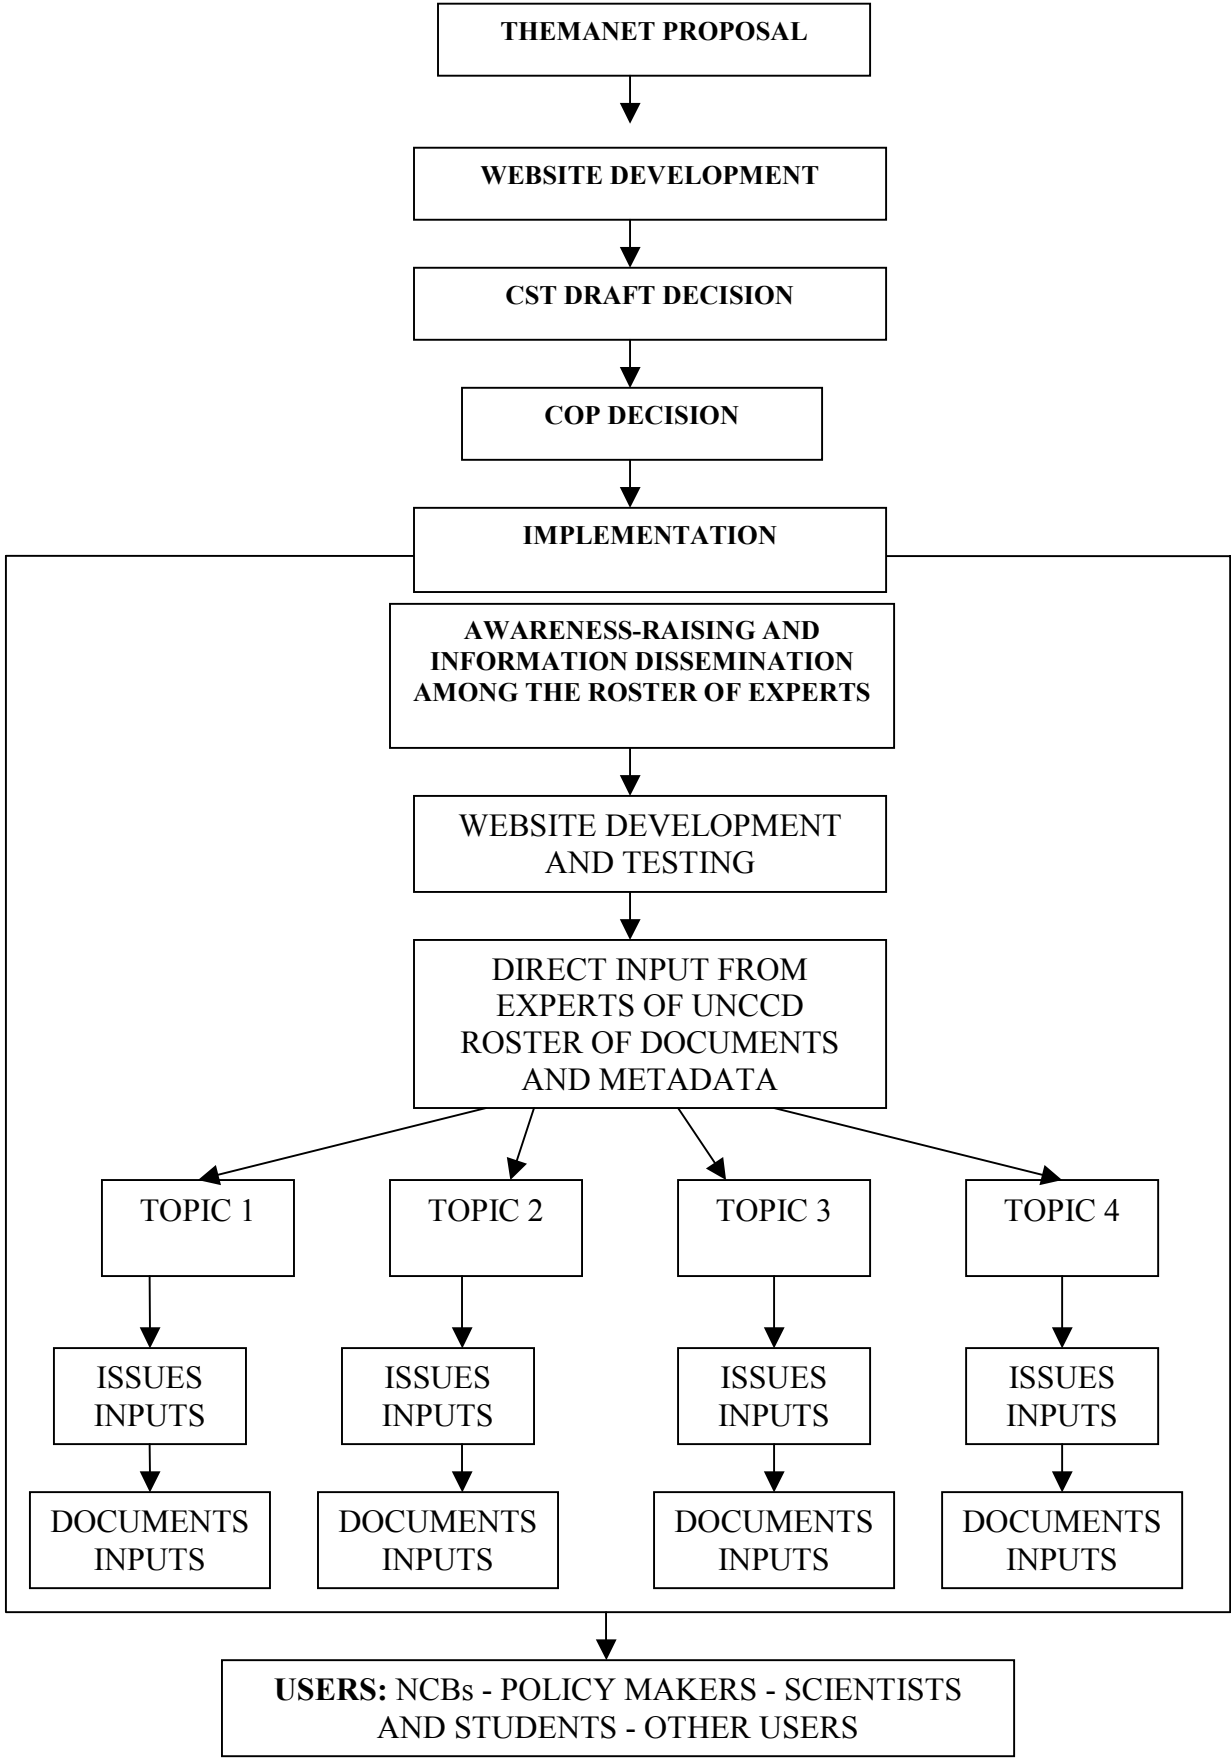 THEMANET PROPOSAL
WEBSITE DEVELOPMENT
CST DRAFT DECISION
COP DECISION
IMPLEMENTATION
AWARENESS-RAISING AND
INFORMATION DISSEMINATION
AMONG THE ROSTER OF EXPERTS
WEBSITE DEVELOPMENT
AND TESTING
DIRECT INPUT FROM
EXPERTS OF UNCCD
ROSTER OF DOCUMENTS
AND METADATA
TOPIC 1
TOPIC 2
TOPIC 3
TOPIC 4
ISSUES
INPUTS
ISSUES
INPUTS
ISSUES
INPUTS
ISSUES
INPUTS
DOCUMENTS
INPUTS
DOCUMENTS
INPUTS
DOCUMENTS
INPUTS
DOCUMENTS
INPUTS
USERS: NCBs - POLICY MAKERS - SCIENTISTS
AND STUDENTS - OTHER USERS